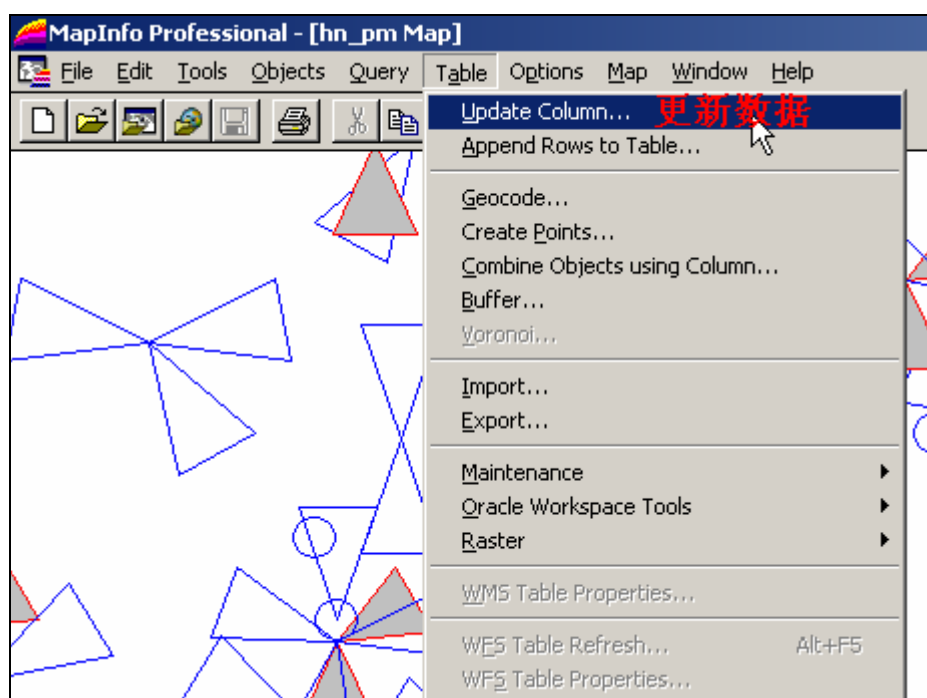 MapInfo Professional - [hn_pm Map]
File Edit Tools Objects Query Table Options Map Window Help
Update Column... 更新数据
Append Rows to Table...
Geocode...
Create Points...
Combine Objects using Column...
Buffer...
Voronoi...
Import...
Export...
Maintenance
Oracle Workspace Tools
Raster
WMS Table Properties...
WFS Table Refresh... Alt+F5
WFS Table Properties...